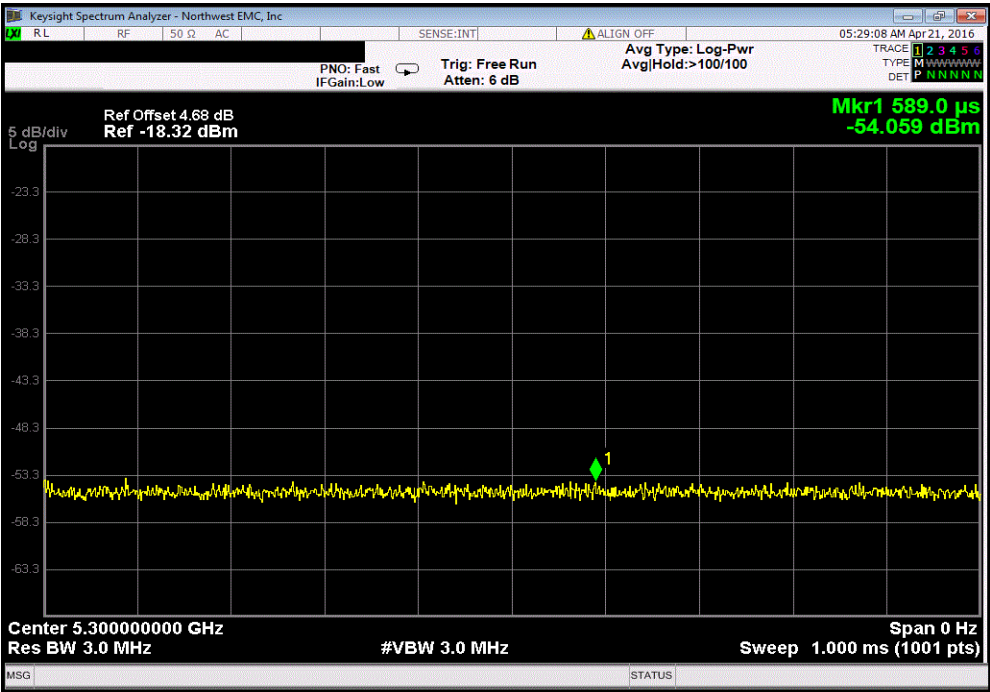 Keysight Spectrum Analyzer - Northwest EMC, Inc
LXI RL RF 50 Ω AC SENSE:INT ALIGN OFF 05:29:08 AM Apr 21, 2016
Avg Type: Log-Pwr TRACE 1 2 3 4 5 6
PNO: Fast Trig: Free Run Avg|Hold:>100/100 TYPE M WWWWW
IFGain:Low Atten: 6 dB DET P N N N N N
Mkr1 589.0 µs
Ref Offset 4.68 dB
5 dB/div Ref -18.32 dBm -54.059 dBm
Log
-23.3
-28.3
-33.3
-38.3
-43.3
-48.3
1
-53.3
-58.3
-63.3
Center 5.300000000 GHz Span 0 Hz
Res BW 3.0 MHz #VBW 3.0 MHz Sweep 1.000 ms (1001 pts)
MSG STATUS